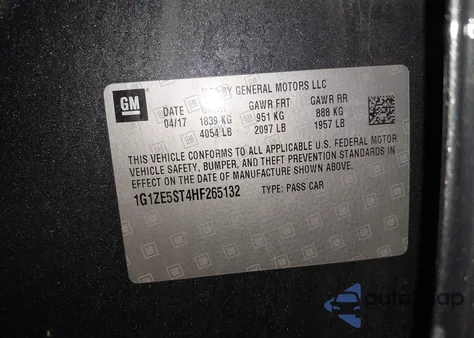 GM
MFD BY GENERAL MOTORS LLC
DATE GAWR FRT GAWR RR
04/17 1839 KG 951 KG 888 KG
4054 LB 2097 LB 1957 LB
THIS VEHICLE CONFORMS TO ALL APPLICABLE U.S. FEDERAL MOTOR
VEHICLE SAFETY, BUMPER, AND THEFT PREVENTION STANDARDS IN
EFFECT ON THE DATE OF MANUFACTURE SHOWN ABOVE.
1G1ZE5ST4HF265132 TYPE: PASS CAR